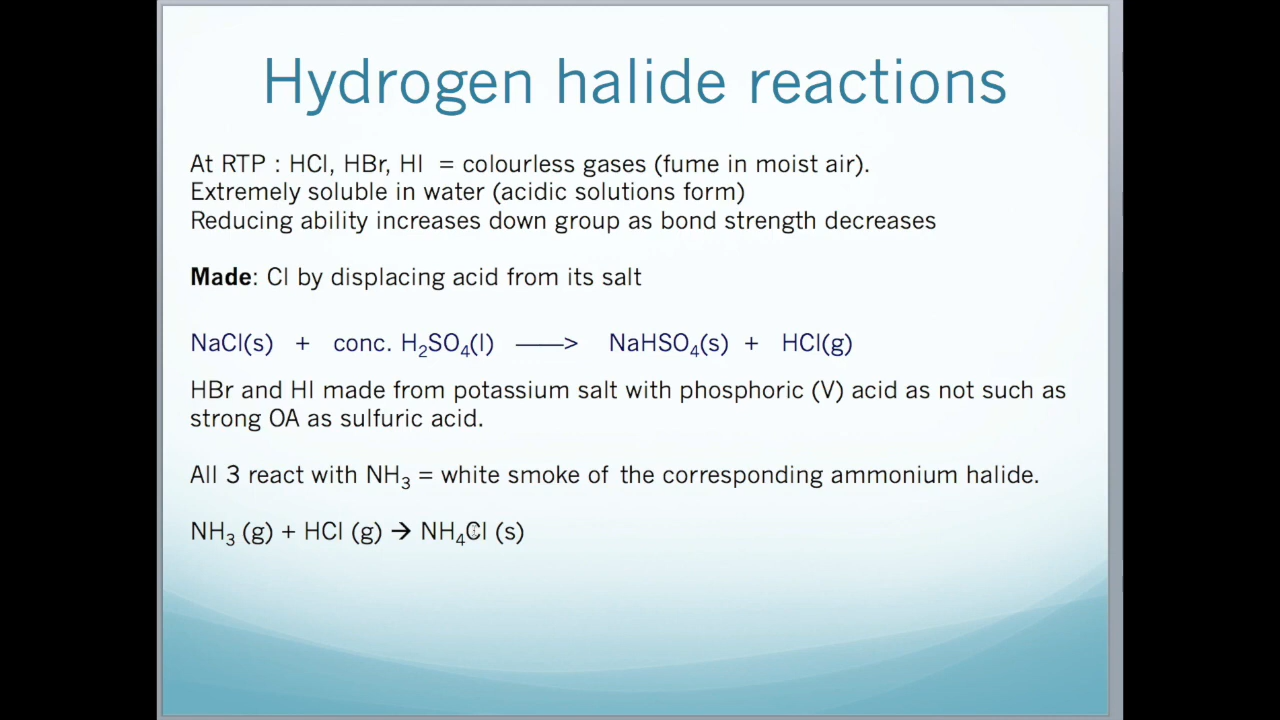 Hydrogen halide reactions
At RTP : HCl, HBr, HI = colourless gases (fume in moist air).
Extremely soluble in water (acidic solutions form)
Reducing ability increases down group as bond strength decreases
Made: Cl by displacing acid from its salt
NaCl(s) + conc. H₂SO₄(l) ——> NaHSO₄(s) + HCl(g)
HBr and HI made from potassium salt with phosphoric (V) acid as not such as
strong OA as sulfuric acid.
All 3 react with NH₃ = white smoke of the corresponding ammonium halide.
NH₃ (g) + HCl (g) → NH₄Cl (s)